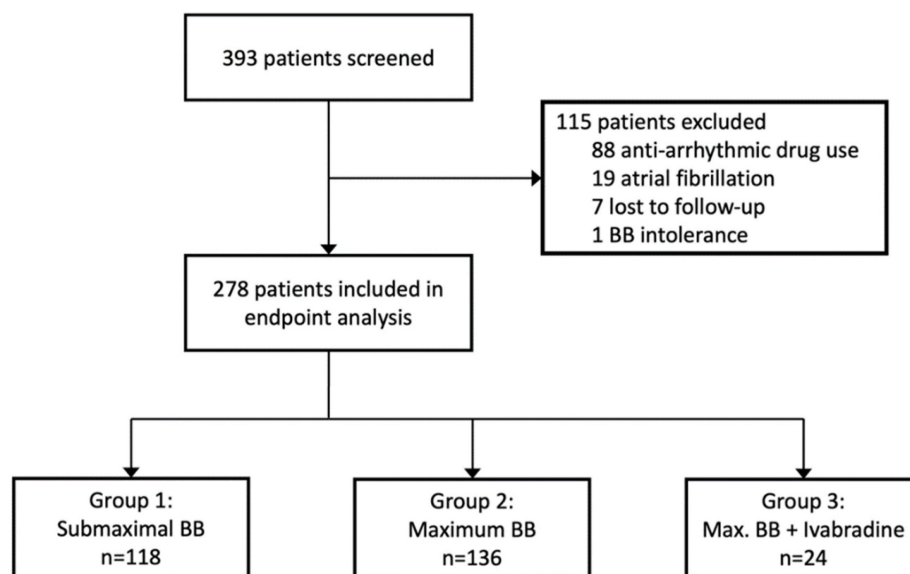 393 patients screened
115 patients excluded
88 anti-arrhythmic drug use
19 atrial fibrillation
7 lost to follow-up
1 BB intolerance
278 patients included in
endpoint analysis
Group 1:
Submaximal BB
n=118
Group 2:
Maximum BB
n=136
Group 3:
Max. BB + Ivabradine
n=24